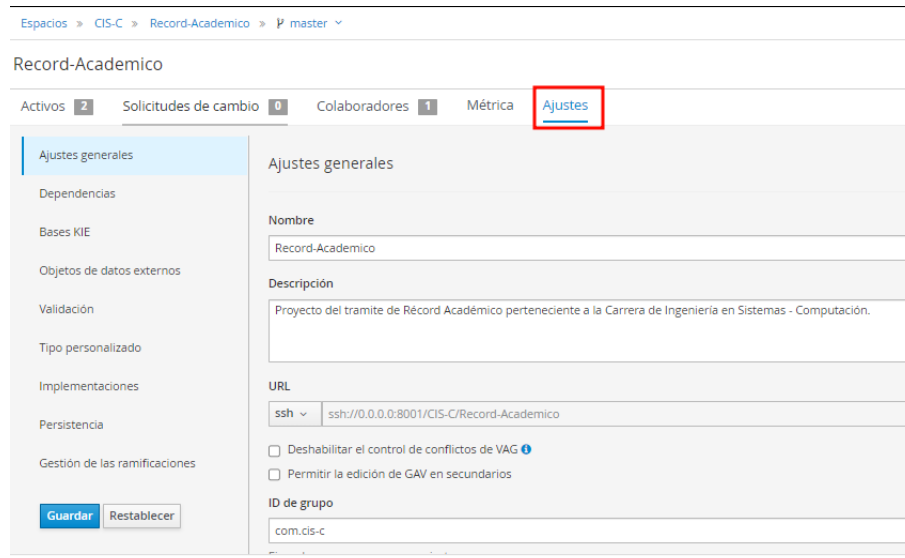 Espacios » CIS-C » Record-Academico » master
Record-Academico
Activos 2 Solicitudes de cambio 0 Colaboradores 1 Métrica Ajustes
Ajustes generales
Dependencias
Bases KIE
Objetos de datos externos
Validación
Tipo personalizado
Implementaciones
Persistencia
Gestión de las ramificaciones
Guardar Restablecer
Ajustes generales
Nombre
Record-Academico
Descripción
Proyecto del tramite de Récord Académico perteneciente a la Carrera de Ingeniería en Sistemas - Computación.
URL
ssh ssh://0.0.0.0:8001/CIS-C/Record-Academico
Deshabilitar el control de conflictos de VAG
Permitir la edición de GAV en secundarios
ID de grupo
com.cis-c